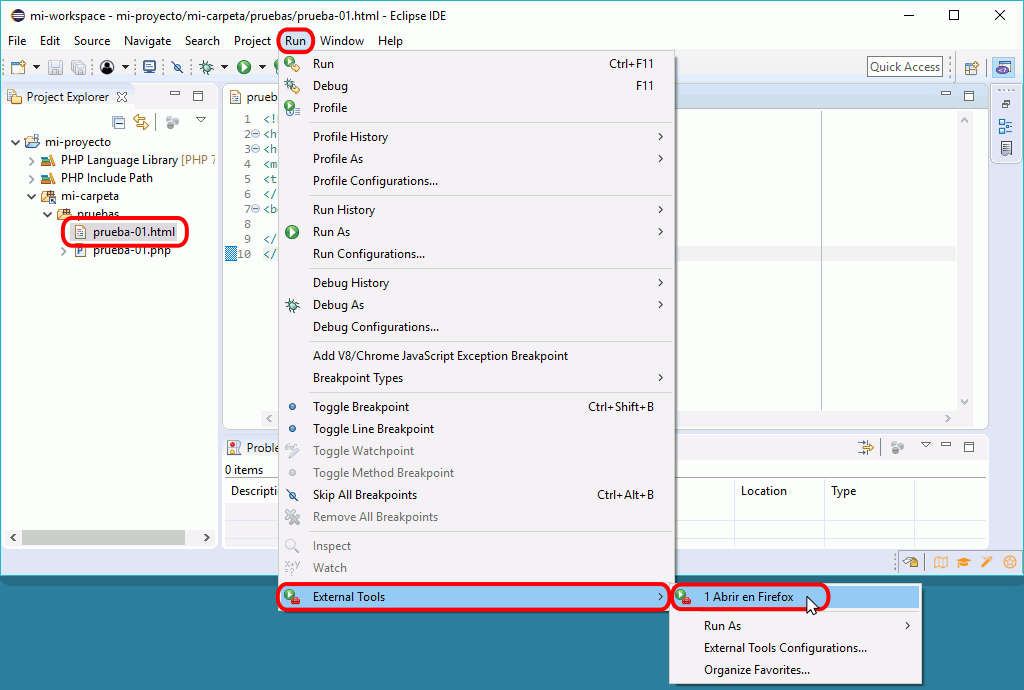 mi-workspace - mi-proyecto/mi-carpeta/pruebas/prueba-01.html - Eclipse IDE
File Edit Source Navigate Search Project Run Window Help
Quick Access
Project Explorer
mi-proyecto
PHP Language Library [PHP 7
PHP Include Path
mi-carpeta
pruebas
prueba-01.html
prueba-01.php
prueb
1 <!
2 <h
3 <h
4 <m
5 <t
6 </
7 <b
8
9 </
10 </
Run Ctrl+F11
Debug F11
Profile
Profile History
Profile As
Profile Configurations...
Run History
Run As
Run Configurations...
Debug History
Debug As
Debug Configurations...
Add V8/Chrome JavaScript Exception Breakpoint
Breakpoint Types
Toggle Breakpoint Ctrl+Shift+B
Toggle Line Breakpoint
Toggle Watchpoint
Toggle Method Breakpoint
Skip All Breakpoints Ctrl+Alt+B
Remove All Breakpoints
Inspect
Watch
External Tools
1 Abrir en Firefox
Run As
External Tools Configurations...
Organize Favorites...
Proble
0 items
Descripti
Location Type